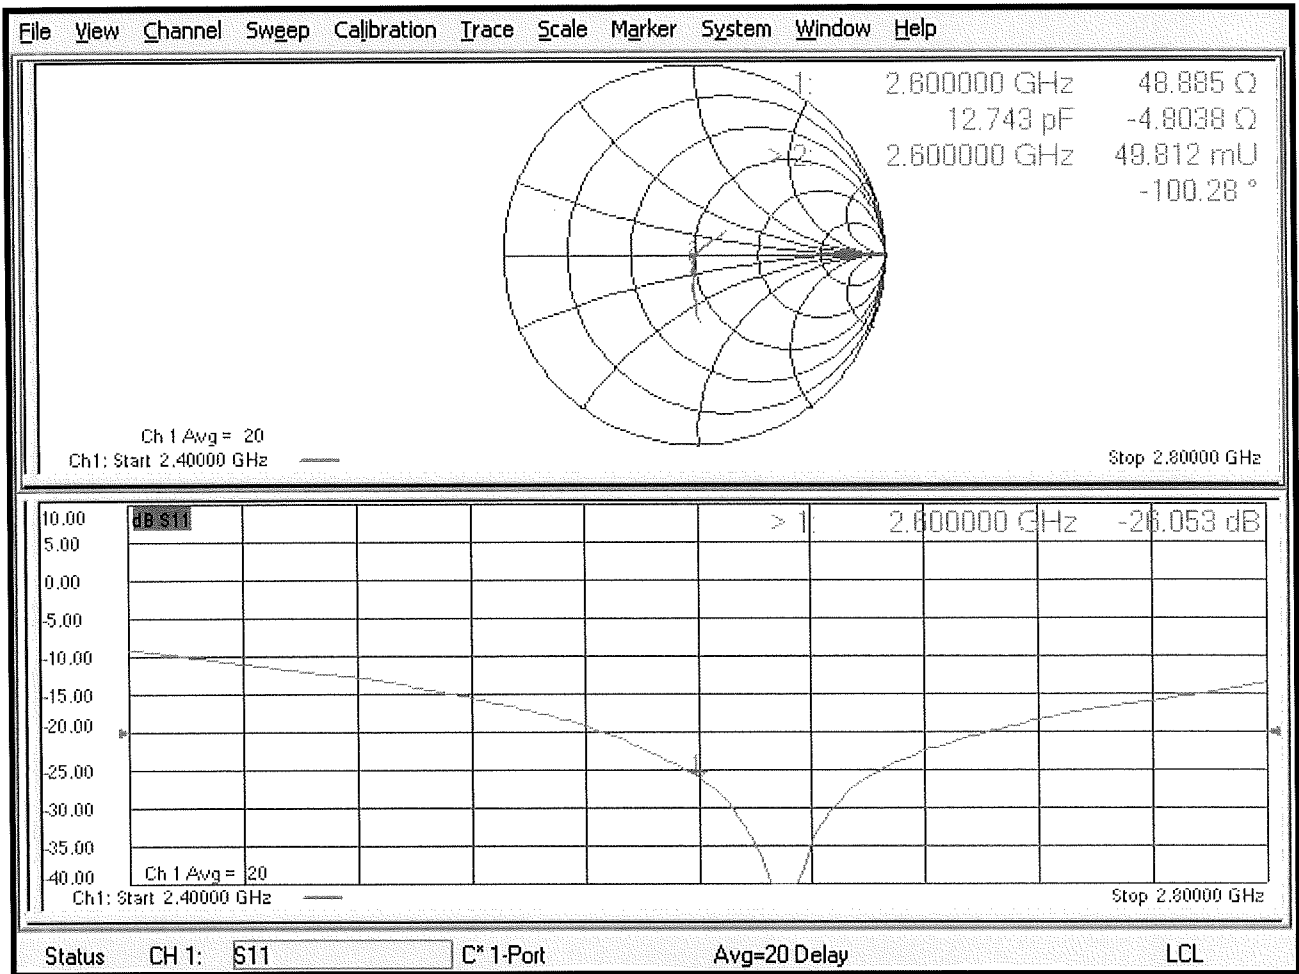 File View Channel Sweep Calibration Trace Scale Marker System Window Help
1: 2.600000 GHz 48.885 Ω
12.743 pF -4.8038 Ω
> 2: 2.600000 GHz 49.812 mU
-100.28 °
Ch 1 Avg = 20
Ch1: Start 2.40000 GHz Stop 2.80000 GHz
10.00 dB S11 > 1: 2.600000 GHz -26.053 dB
5.00
0.00
-5.00
-10.00
-15.00
-20.00
-25.00
-30.00
-35.00
-40.00 Ch 1 Avg = 20
Ch1: Start 2.40000 GHz Stop 2.80000 GHz
Status CH 1: S11 C* 1-Port Avg=20 Delay LCL